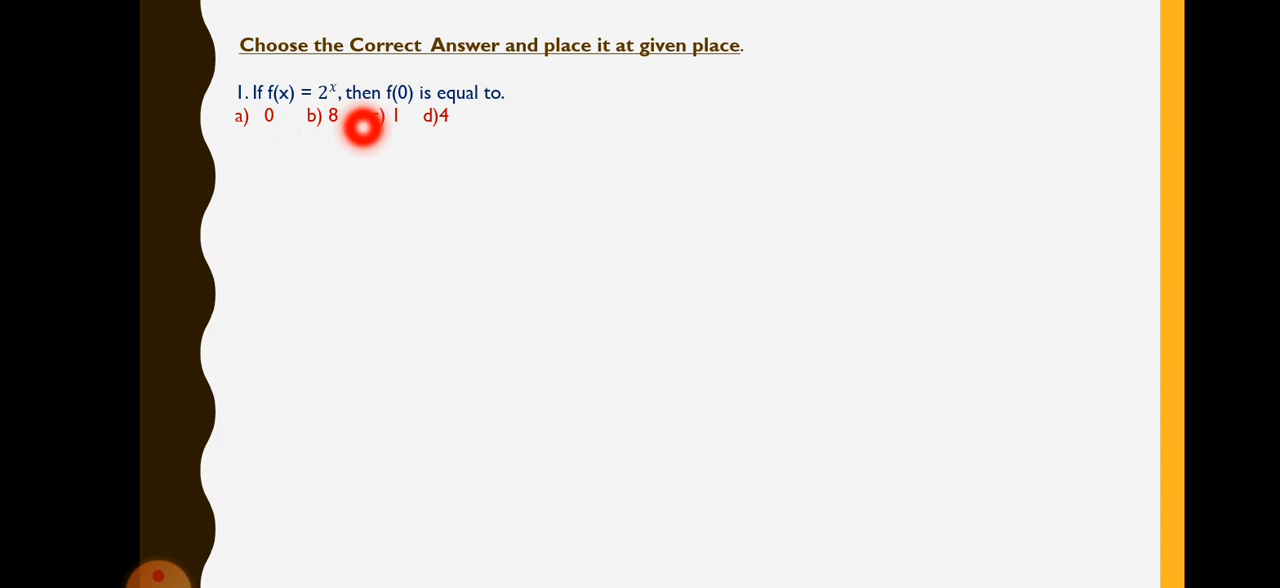 Choose the Correct Answer and place it at given place.
1. If f(x) = 2ˣ, then f(0) is equal to.
a) 0 b) 8 ) 1 d)4